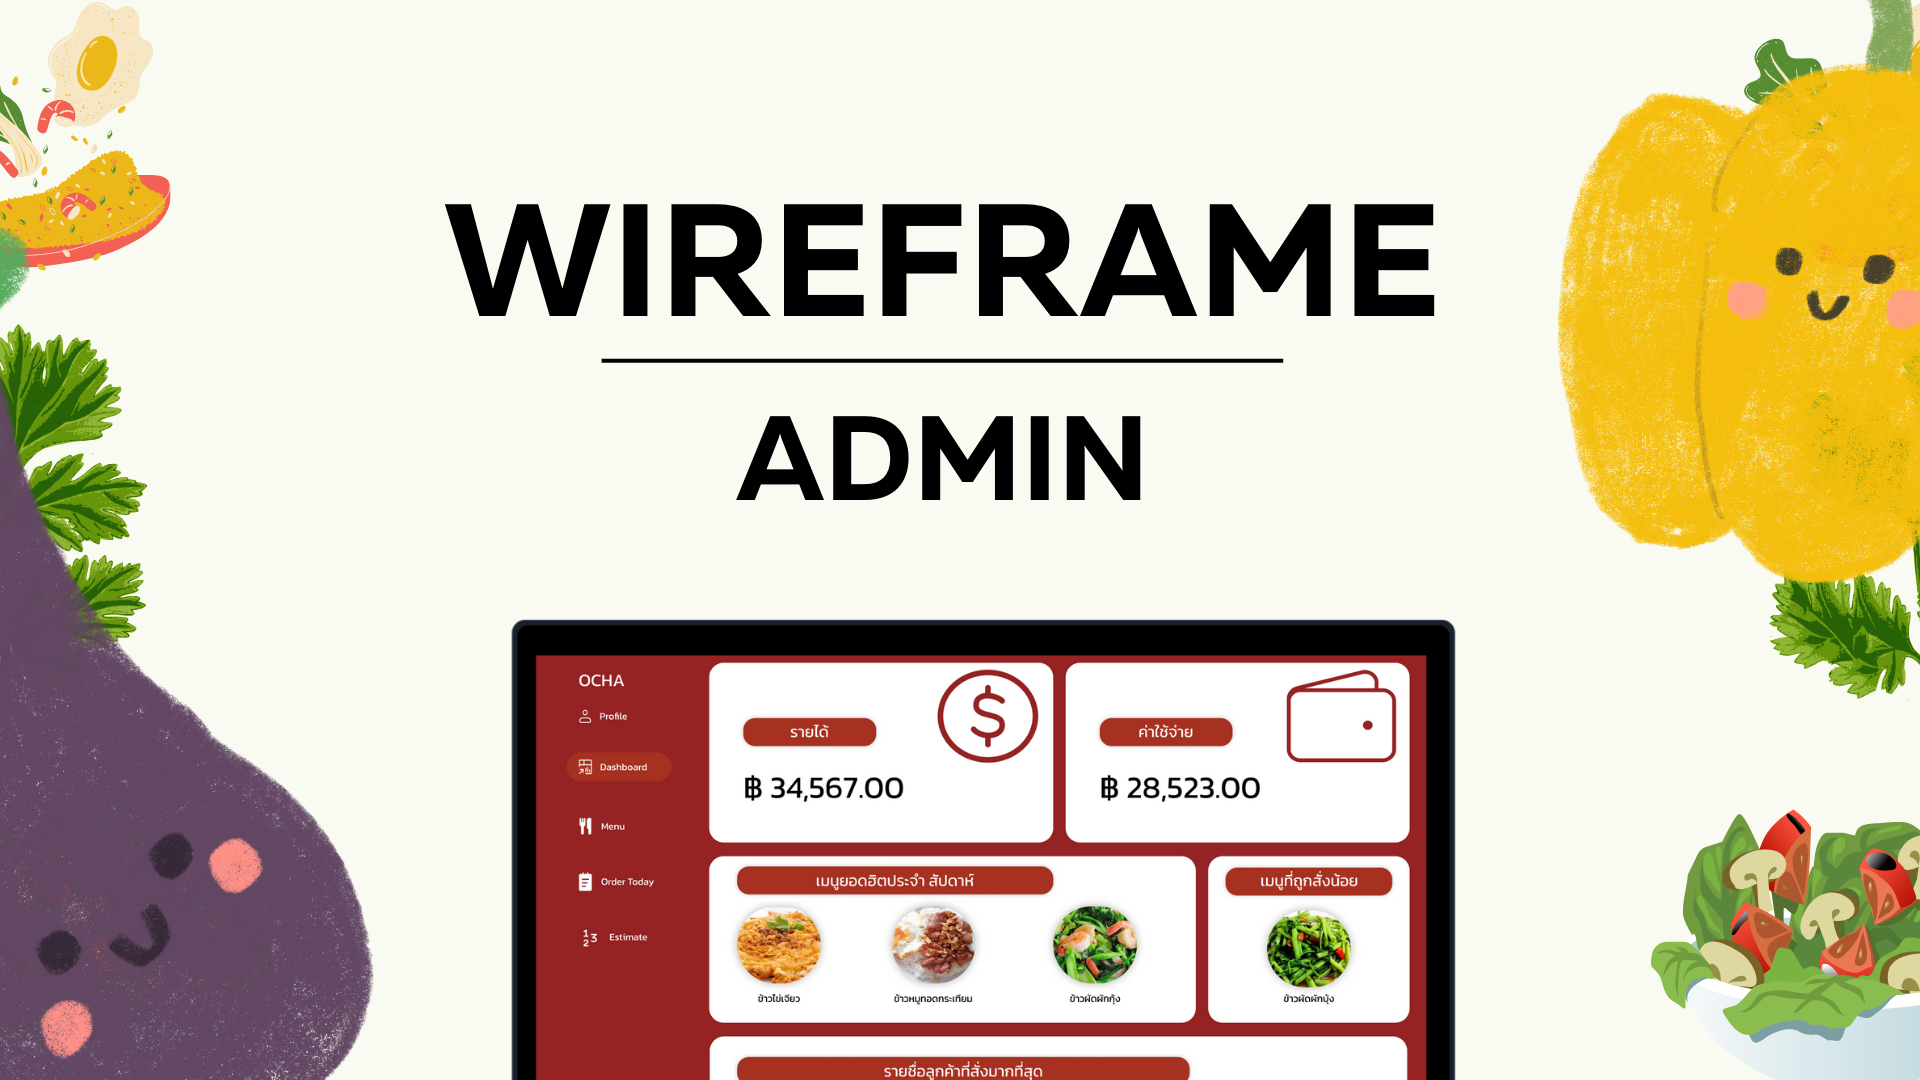 WIREFRAME
ADMIN
OCHA
Profile
Dashboard
Menu
Order Today
1 2 3 Estimate
รายได้
฿ 34,567.00
ค่าใช้จ่าย
฿ 28,523.00
เมนูยอดฮิตประจำ สัปดาห์
ข้าวไข่เจียว
ข้าวหมูทอดกระเทียม
ข้าวผัดผักกุ้ง
เมนูที่ถูกสั่งน้อย
ข้าวผัดผักบุ้ง
รายชื่อลูกค้าที่สั่งมากที่สุด